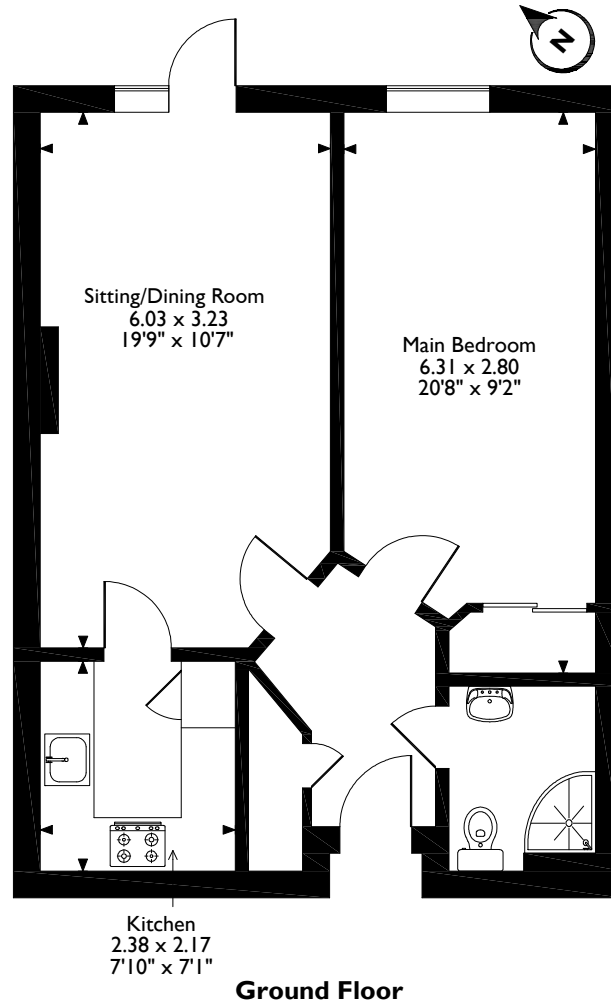 N
Sitting/Dining Room
6.03 x 3.23
19'9" x 10'7"
Main Bedroom
6.31 x 2.80
20'8" x 9'2"
Kitchen
2.38 x 2.17
7'10" x 7'1"
Ground Floor